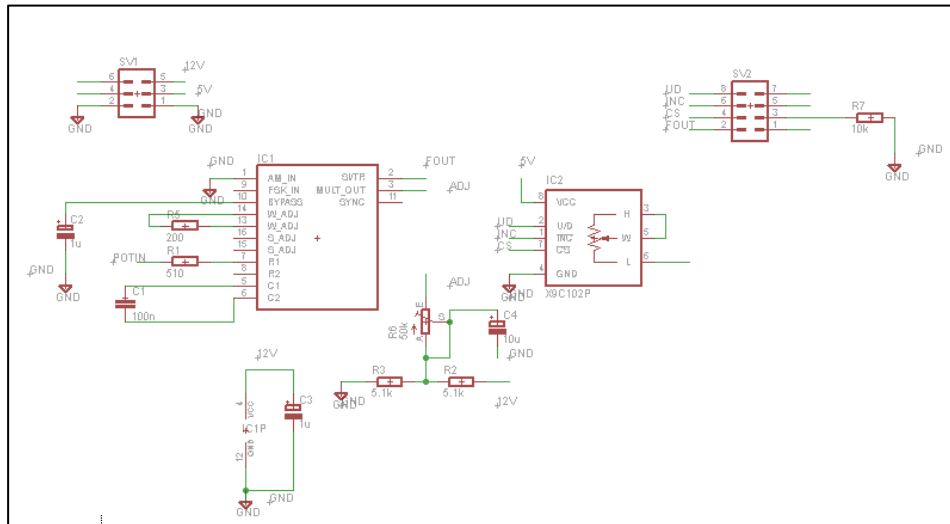 SV1
12V
6 5
4 3
5V
2 1
GND
GND
GND
SV2
UD 8 7
INC 6 5
CS 4 3
FOUT 2 1
R7
10k
GND
GND
IC1
GND
GND
1 AM_IN
9 FSK_IN
10 BYPASS
14 W_ADJ
13 W_ADJ
16 S_ADJ
15 S_ADJ
7 R1
8 R2
5 C1
6 C2
2
MULT_OUT 3
SYNC 11
FOUT
ADJ
C2
1u
GND
GND
R5
200
POTIN
R1
510
C1
100n
5V
IC2
8 VCC
UD 2 U/D
INC 1 INC
CS 7 CS
4 GND
GND
H 3
W 5
L 6
X9C102P
ADJ
E
S
A
R6
50k
C4
10u
GND
R3
5.1k
R2
5.1k
GND
12V
12V
4 VCC
IC1P
12 GND
C3
1u
GND
GND